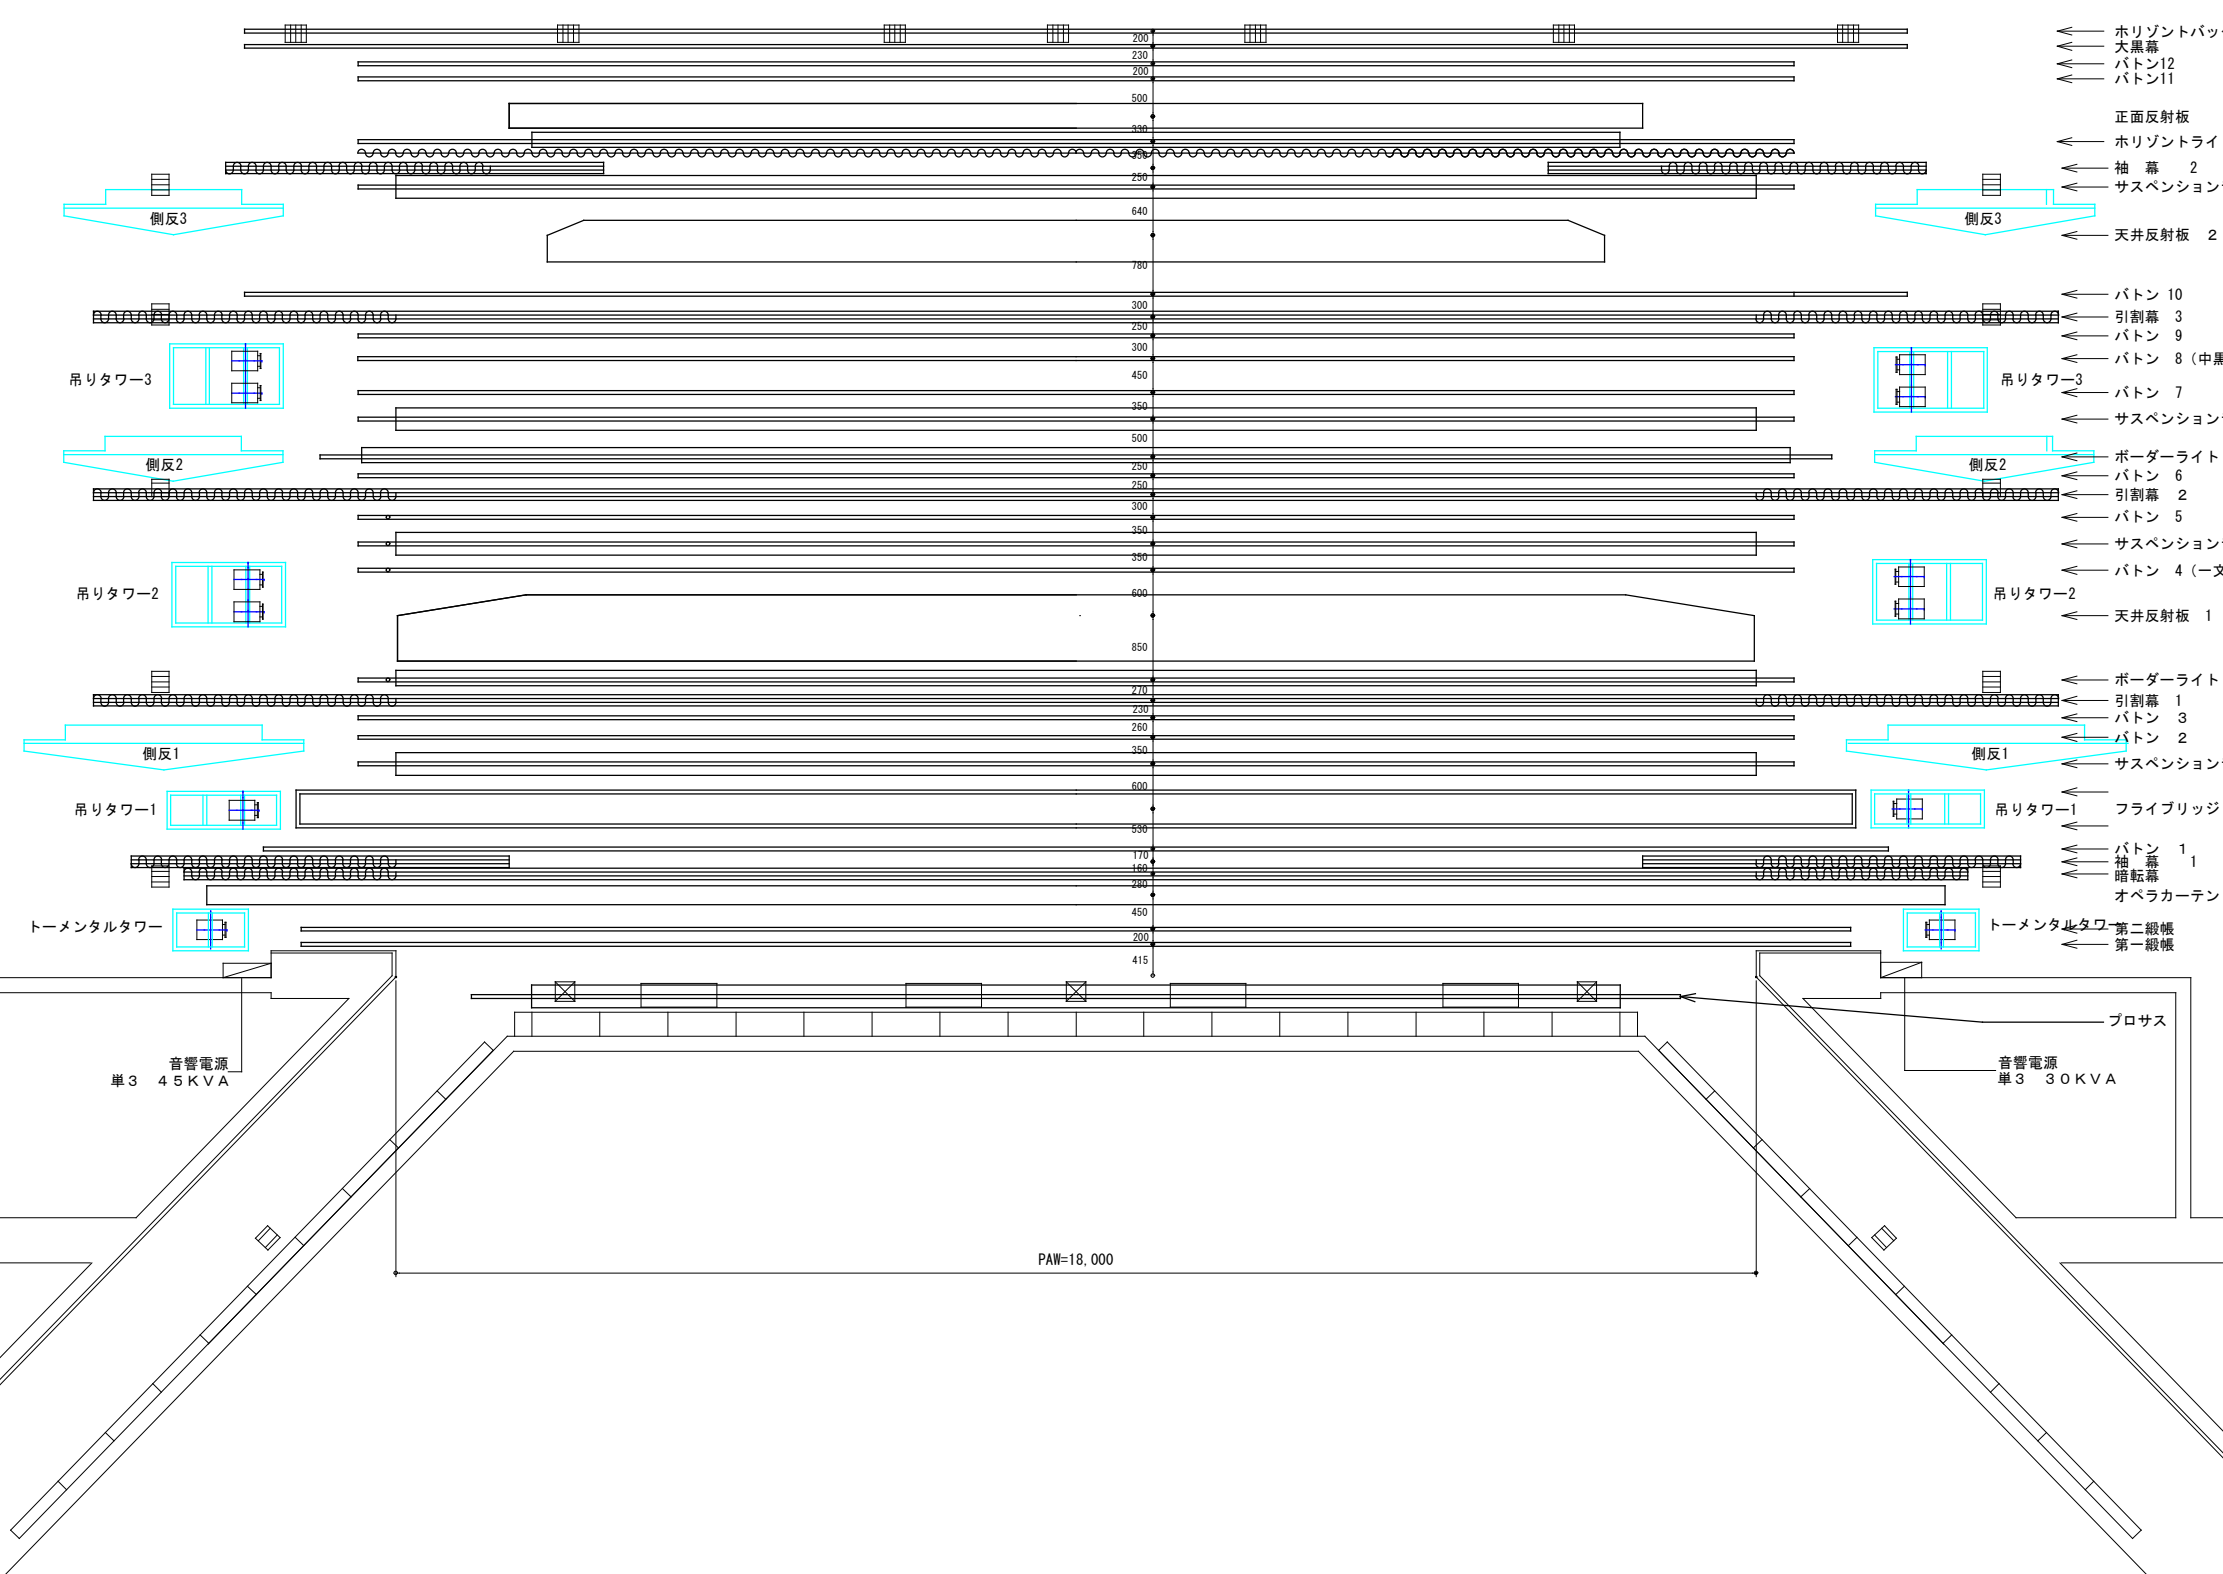 ホリゾントバッ
200
大黒幕
230
バトン12
200
バトン11
500
正面反射板
330
ホリゾントライ
350
袖　幕　　2
250
サスペンション
側反3
640
側反3
天井反射板　2
780
バトン 10
300
引割幕　3
250
バトン　9
300
バトン　8（中黒
吊りタワー3
450
吊りタワー3
バトン　7
350
サスペンション
500
ボーダーライト
側反2
250
側反2
バトン　6
250
引割幕　2
300
バトン　5
350
サスペンション
350
バトン　4（一文
吊りタワー2
600
吊りタワー2
天井反射板　1
850
ボーダーライト
270
引割幕　1
230
バトン　3
260
バトン　2
側反1
350
側反1
サスペンション
600
吊りタワー1
吊りタワー1
フライブリッジ
530
バトン　1
170
袖　幕　　1
160
暗転幕
280
オペラカーテン
450
トーメンタルタワー
トーメンタルタワー
第二緞帳
200
第一緞帳
415
プロサス
音響電源
単３　４５ＫＶＡ
音響電源
単３　３０ＫＶＡ
PAW=18,000